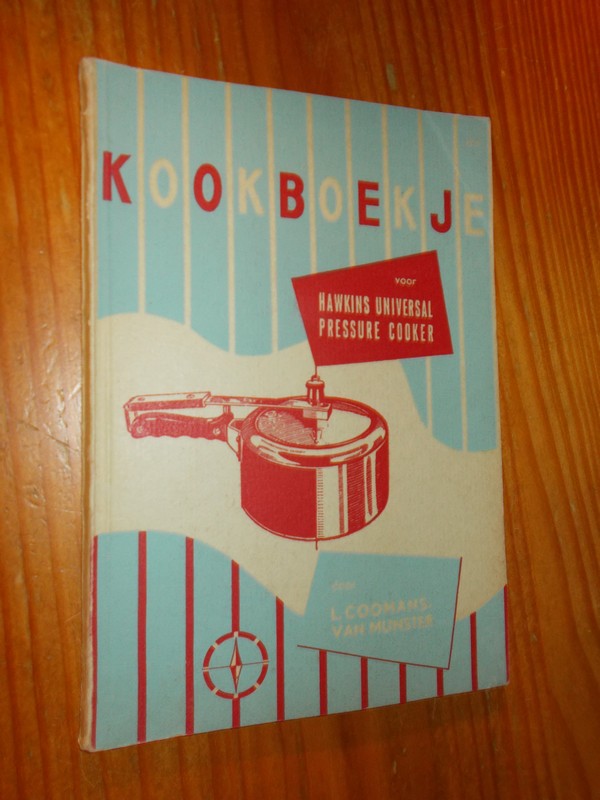 KOOKBOEKJE
voor
HAWKINS UNIVERSAL
PRESSURE COOKER
door
L. COOMANS-
VAN MUNSTER